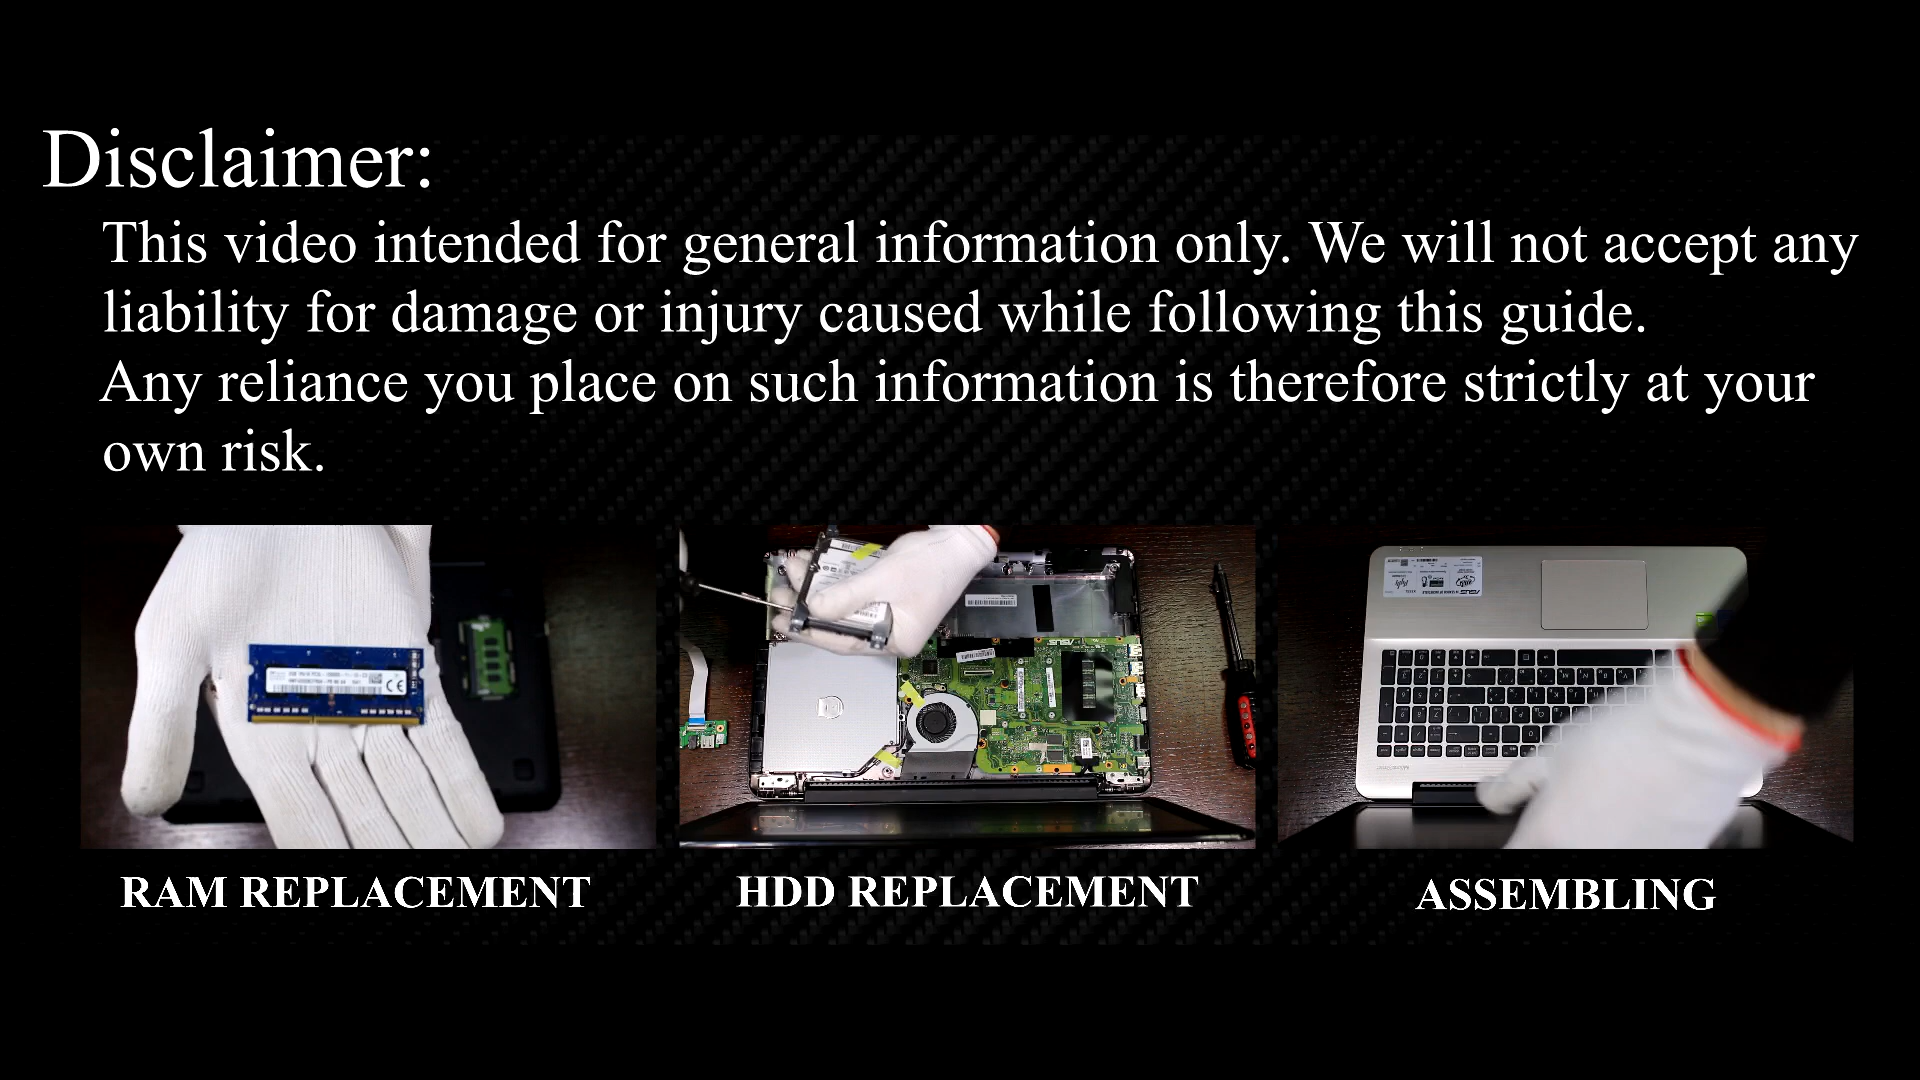 Disclaimer:
This video intended for general information only. We will not accept any
liability for damage or injury caused while following this guide.
Any reliance you place on such information is therefore strictly at your
own risk.
RAM REPLACEMENT
HDD REPLACEMENT
ASSEMBLING